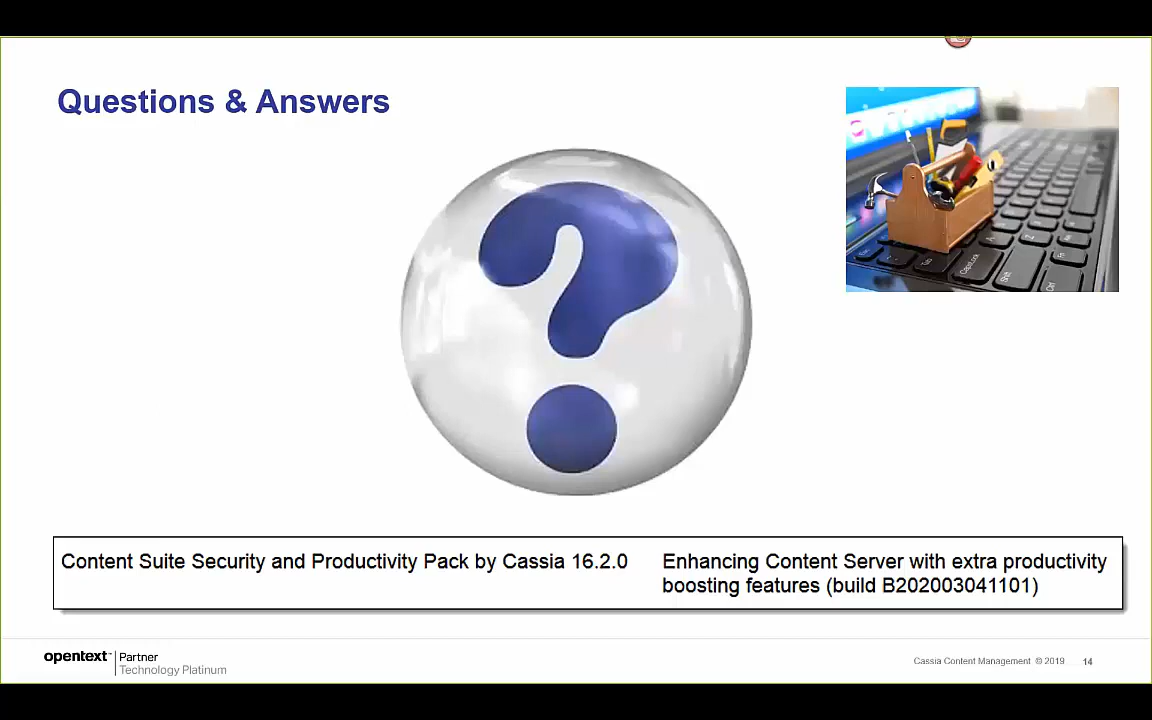 Questions & Answers
Content Suite Security and Productivity Pack by Cassia 16.2.0
Enhancing Content Server with extra productivity
boosting features (build B202003041101)
opentext™ Partner
Technology Platinum
Cassia Content Management © 2019
14